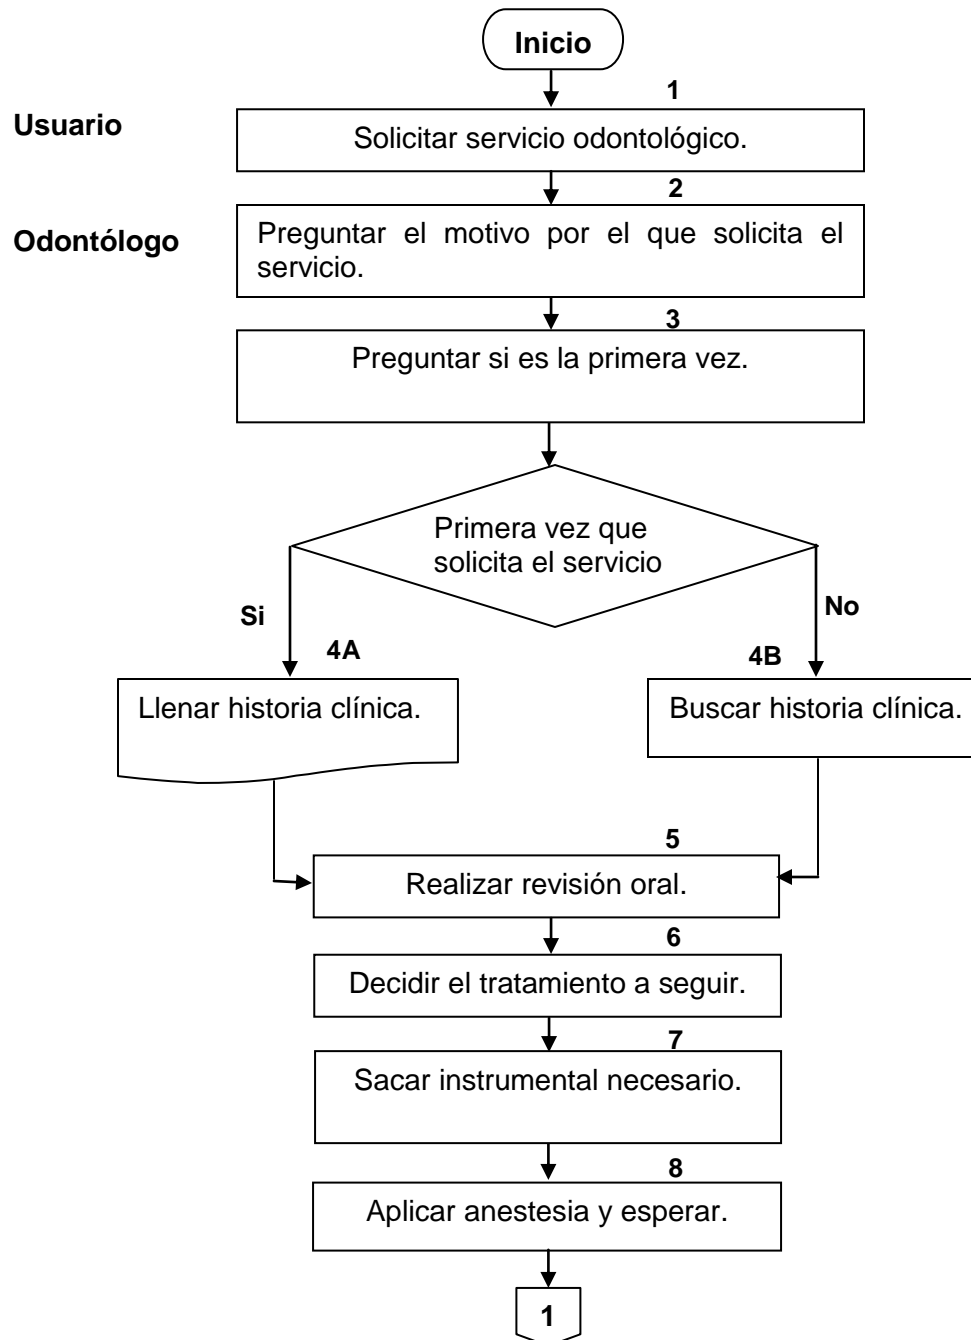 Inicio
1
Usuario
Solicitar servicio odontológico.
2
Odontólogo
Preguntar el motivo por el que solicita el
servicio.
3
Preguntar si es la primera vez.
Primera vez que
solicita el servicio
Si
No
4A
4B
Llenar historia clínica.
Buscar historia clínica.
5
Realizar revisión oral.
6
Decidir el tratamiento a seguir.
7
Sacar instrumental necesario.
8
Aplicar anestesia y esperar.
1